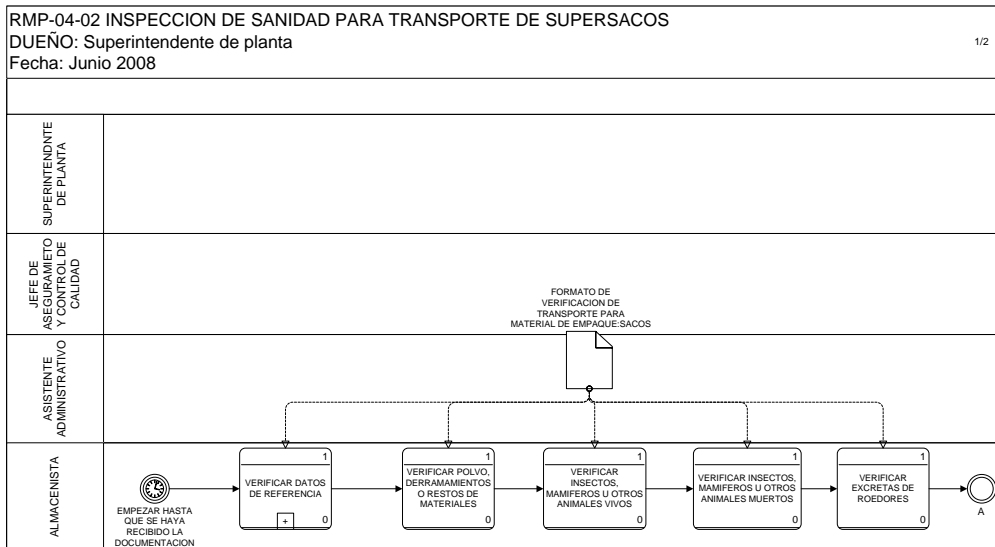 RMP-04-02 INSPECCION DE SANIDAD PARA TRANSPORTE DE SUPERSACOS
DUEÑO: Superintendente de planta
1/2
Fecha: Junio 2008
SUPERINTENDNTE
DE PLANTA
JEFE DE
ASEGURAMIETO
Y CONTROL DE
CALIDAD
FORMATO DE
VERIFICACION DE
TRANSPORTE PARA
MATERIAL DE EMPAQUE:SACOS
ASISTENTE
ADMINISTRATIVO
ALMACENISTA
EMPEZAR HASTA
QUE SE HAYA
RECIBIDO LA
DOCUMENTACION
1
VERIFICAR DATOS
DE REFERENCIA
+
0
1
VERIFICAR POLVO,
DERRAMAMIENTOS
O RESTOS DE
MATERIALES
0
1
VERIFICAR
INSECTOS,
MAMIFEROS U OTROS
ANIMALES VIVOS
0
1
VERIFICAR INSECTOS,
MAMIFEROS U OTROS
ANIMALES MUERTOS
0
1
VERIFICAR
EXCRETAS DE
ROEDORES
0
A